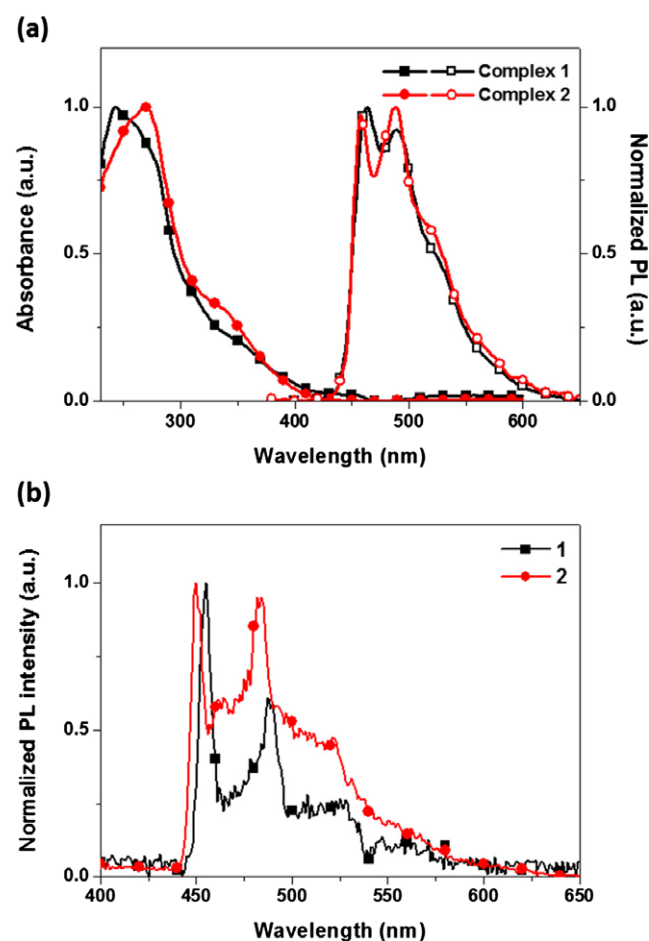 (a)
Complex 1
Complex 2
1.0
0.5
0.0
Absorbance (a.u.)
1.0
0.5
0.0
Normalized PL (a.u.)
300
400
500
600
Wavelength (nm)
(b)
1
2
1.0
0.5
0.0
Normalized PL intensity (a.u.)
400
450
500
550
600
650
Wavelength (nm)